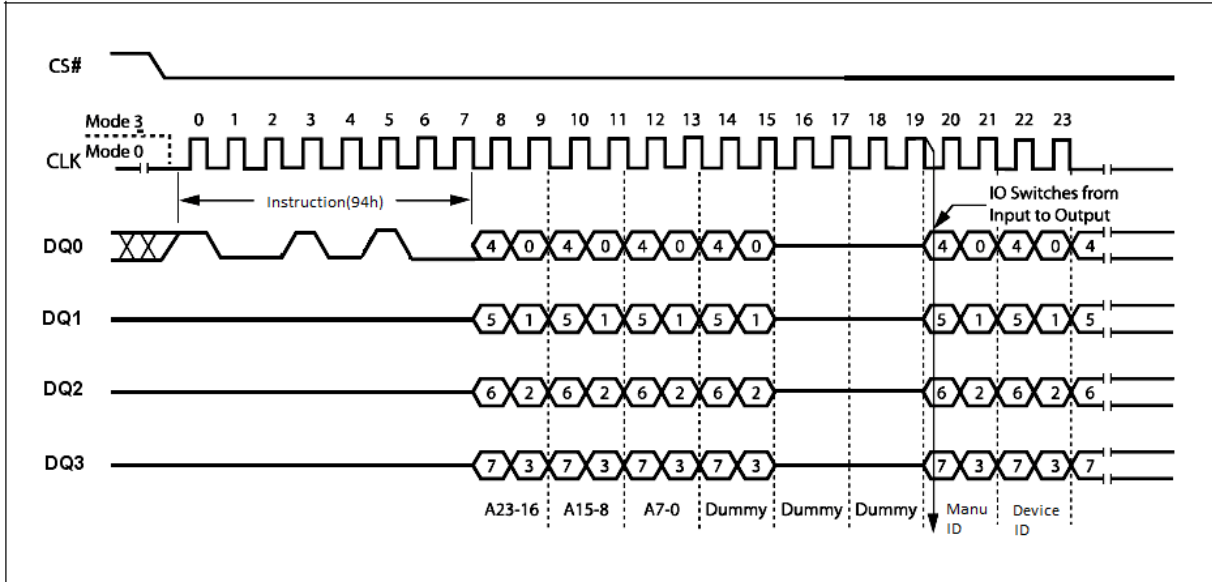 CS#
Mode 3 0 1 2 3 4 5 6 7 8 9 10 11 12 13 14 15 16 17 18 19 20 21 22 23
CLK Mode 0
Instruction(94h)
IO Switches from
Input to Output
DQ0 4 0 4 0 4 0 4 0 4 0 4 0 4
DQ1 5 1 5 1 5 1 5 1 5 1 5 1 5
DQ2 6 2 6 2 6 2 6 2 6 2 6 2 6
DQ3 7 3 7 3 7 3 7 3 7 3 7 3 7
A23-16 A15-8 A7-0 Dummy Dummy Dummy Manu Device
ID ID